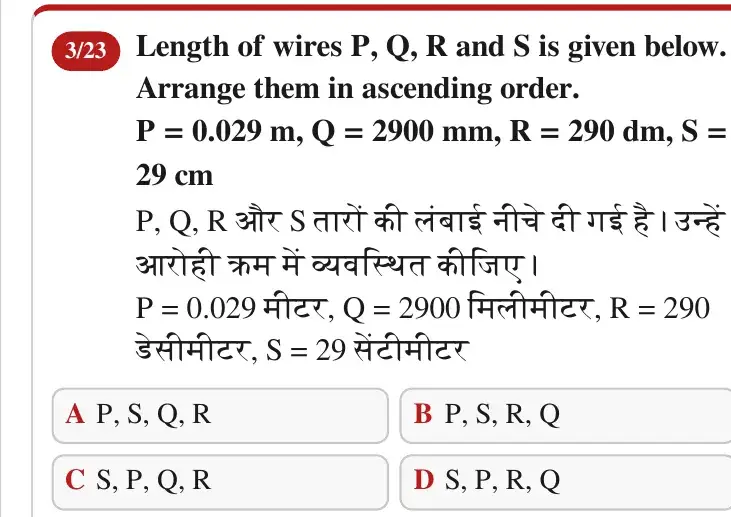 3/23 Length of wires P, Q, R and S is given below.
Arrange them in ascending order.
P = 0.029 m, Q = 2900 mm, R = 290 dm, S =
29 cm
P, Q, R और S तारों की लंबाई नीचे दी गई है। उन्हें
आरोही क्रम में व्यवस्थित कीजिए।
P = 0.029 मीटर, Q = 2900 मिलीमीटर, R = 290
डेसीमीटर, S = 29 सेंटीमीटर
A P, S, Q, R
B P, S, R, Q
C S, P, Q, R
D S, P, R, Q